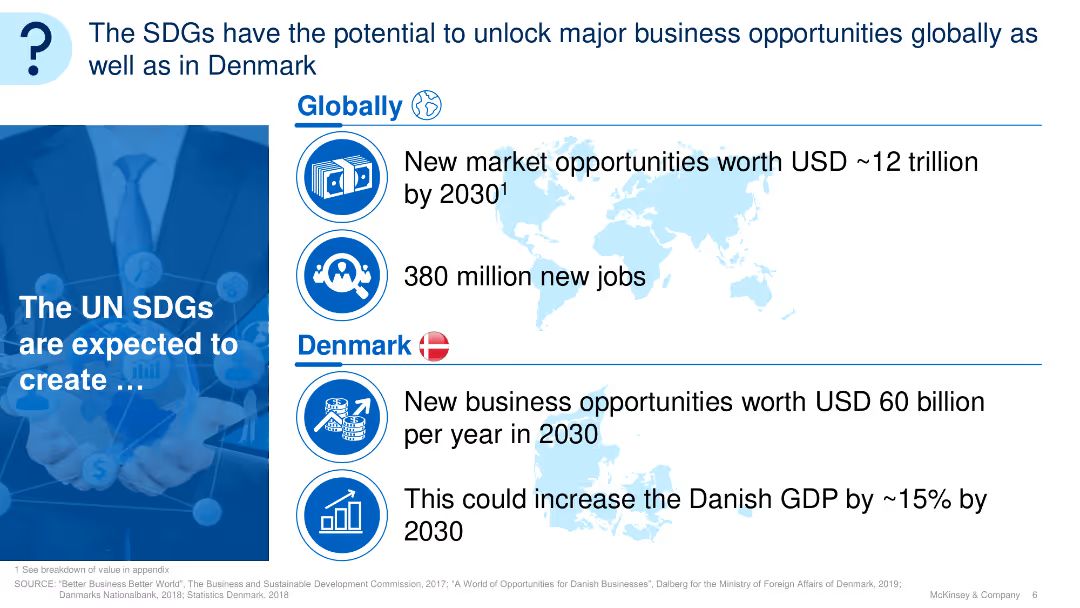 ?
The SDGs have the potential to unlock major business opportunities globally as
well as in Denmark
Globally
New market opportunities worth USD ~12 trillion
by 2030¹
380 million new jobs
The UN SDGs
are expected to
create …
Denmark
New business opportunities worth USD 60 billion
per year in 2030
This could increase the Danish GDP by ~15% by
2030
1 See breakdown of value in appendix
SOURCE: “Better Business Better World”, The Business and Sustainable Development Commission, 2017; “A World of Opportunities for Danish Businesses”, Dalberg for the Ministry of Foreign Affairs of Denmark, 2019;
Danmarks Nationalbank, 2018; Statistics Denmark, 2018
McKinsey & Company 6